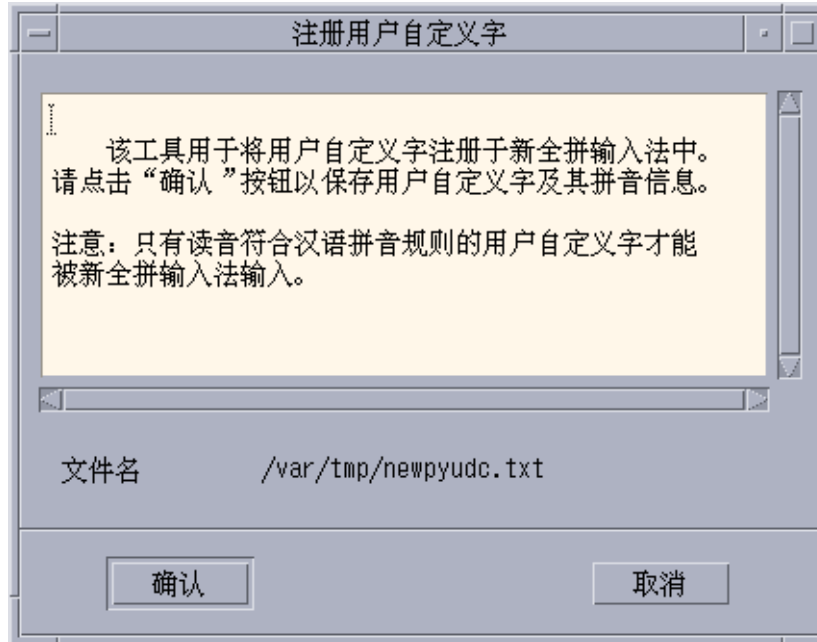 注册用户自定义字
该工具用于将用户自定义字注册于新全拼输入法中。
请点击“确认”按钮以保存用户自定义字及其拼音信息。
注意：只有读音符合汉语拼音规则的用户自定义字才能
被新全拼输入法输入。
文件名 /var/tmp/newpyudc.txt
确认 取消